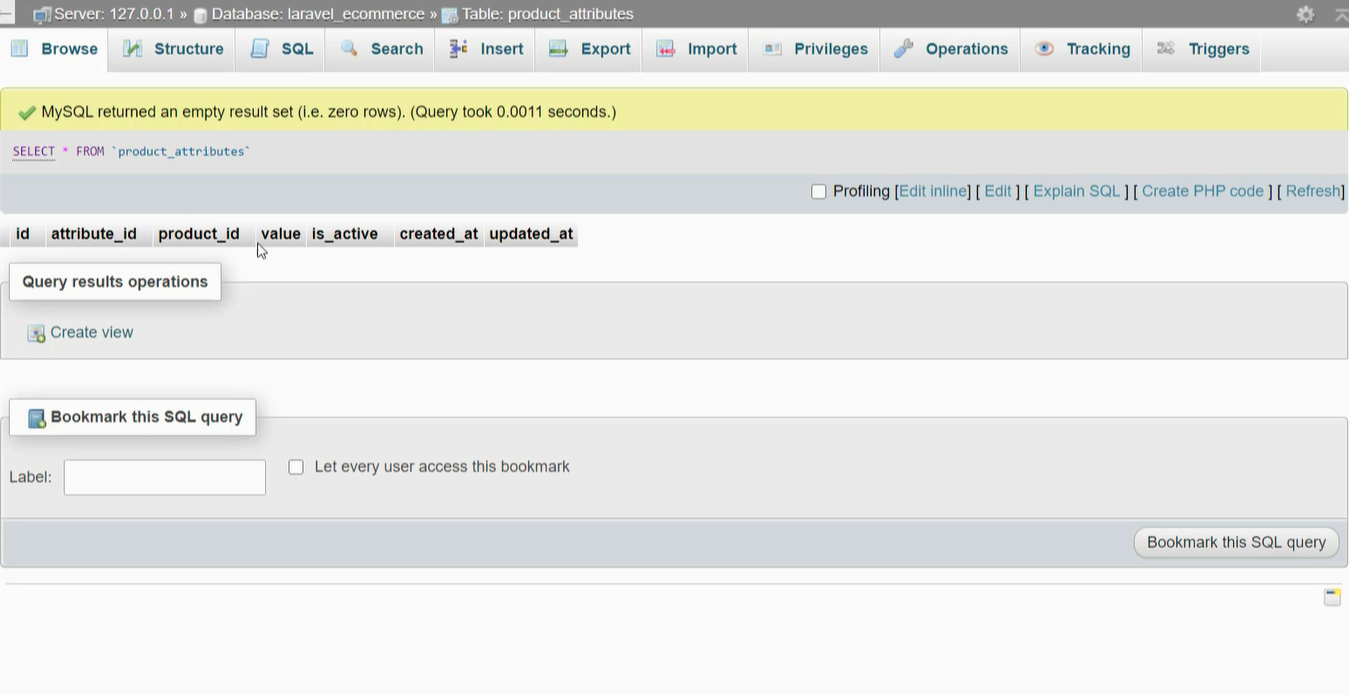 Server: 127.0.0.1 » Database: laravel_ecommerce » Table: product_attributes
Browse Structure SQL Search Insert Export Import Privileges Operations Tracking Triggers
MySQL returned an empty result set (i.e. zero rows). (Query took 0.0011 seconds.)
SELECT * FROM `product_attributes`
Profiling [Edit inline] [ Edit ] [ Explain SQL ] [ Create PHP code ] [ Refresh]
id attribute_id product_id value is_active created_at updated_at
Query results operations
Create view
Bookmark this SQL query
Label: Let every user access this bookmark
Bookmark this SQL query